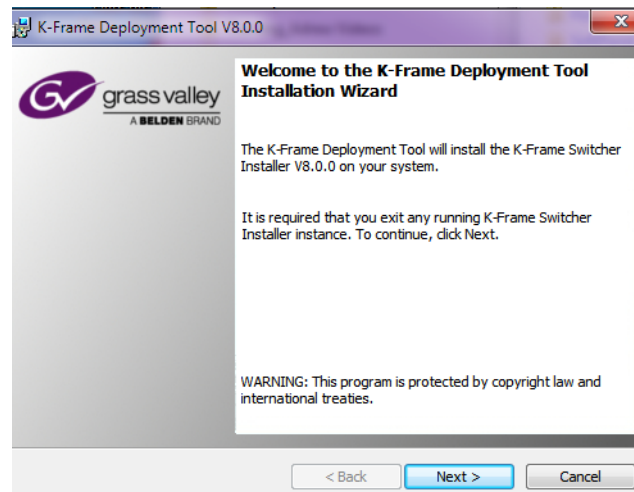 K-Frame Deployment Tool V8.0.0
X
GV
grass valley
A BELDEN BRAND
Welcome to the K-Frame Deployment Tool
Installation Wizard
The K-Frame Deployment Tool will install the K-Frame Switcher
Installer V8.0.0 on your system.
It is required that you exit any running K-Frame Switcher
Installer instance. To continue, click Next.
WARNING: This program is protected by copyright law and
international treaties.
< Back
Next >
Cancel